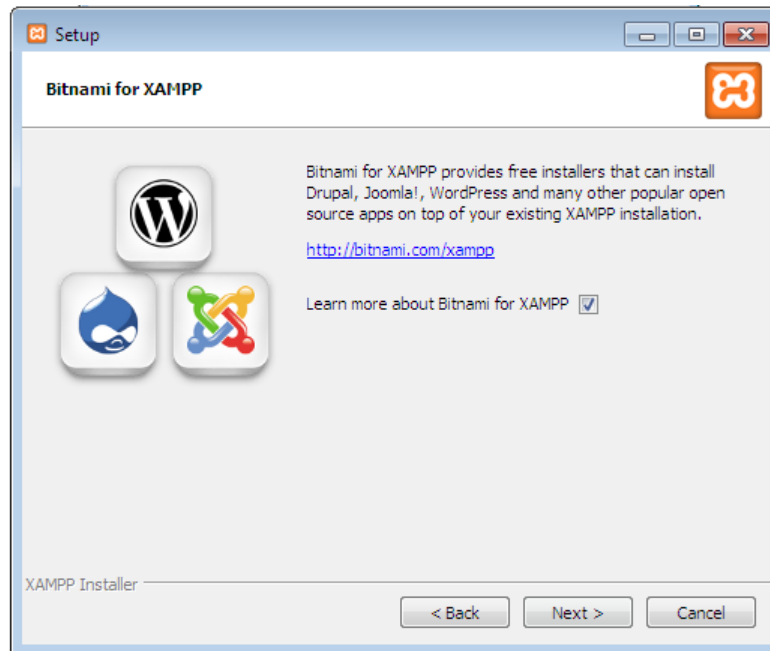 Setup
Bitnami for XAMPP
Bitnami for XAMPP provides free installers that can install
Drupal, Joomla!, WordPress and many other popular open
source apps on top of your existing XAMPP installation.
http://bitnami.com/xampp
Learn more about Bitnami for XAMPP
XAMPP Installer
< Back
Next >
Cancel